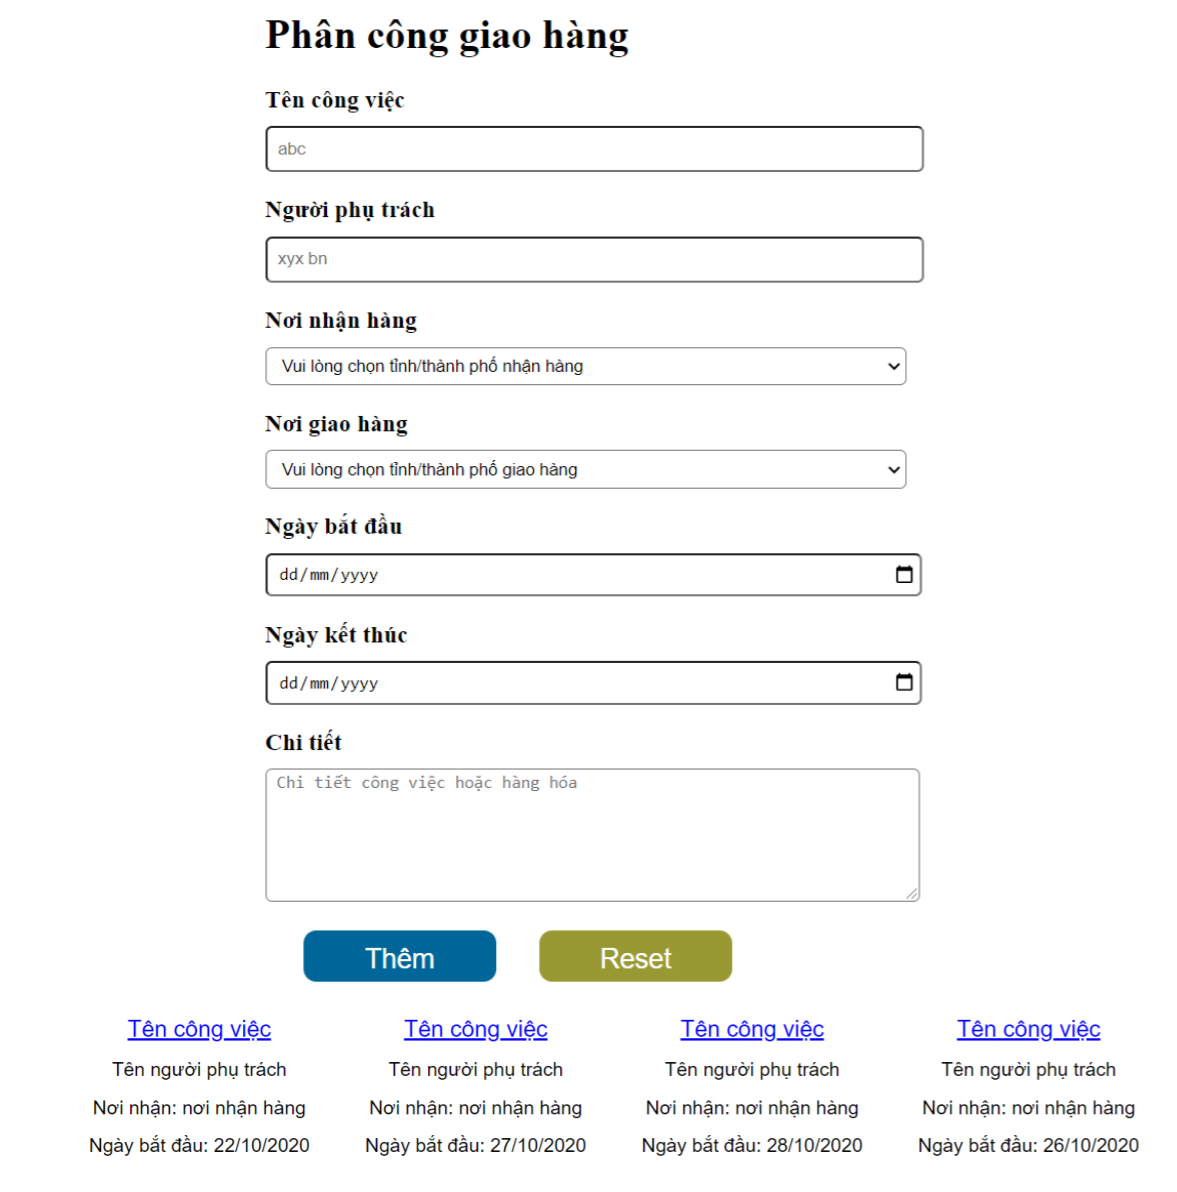 Phân công giao hàng
Tên công việc
abc
Người phụ trách
xyx bn
Nơi nhận hàng
Vui lòng chọn tỉnh/thành phố nhận hàng
Nơi giao hàng
Vui lòng chọn tỉnh/thành phố giao hàng
Ngày bắt đầu
dd/mm/yyyy
Ngày kết thúc
dd/mm/yyyy
Chi tiết
Chi tiết công việc hoặc hàng hóa
Thêm Reset
Tên công việc Tên công việc Tên công việc Tên công việc
Tên người phụ trách Tên người phụ trách Tên người phụ trách Tên người phụ trách
Nơi nhận: nơi nhận hàng Nơi nhận: nơi nhận hàng Nơi nhận: nơi nhận hàng Nơi nhận: nơi nhận hàng
Ngày bắt đầu: 22/10/2020 Ngày bắt đầu: 27/10/2020 Ngày bắt đầu: 28/10/2020 Ngày bắt đầu: 26/10/2020